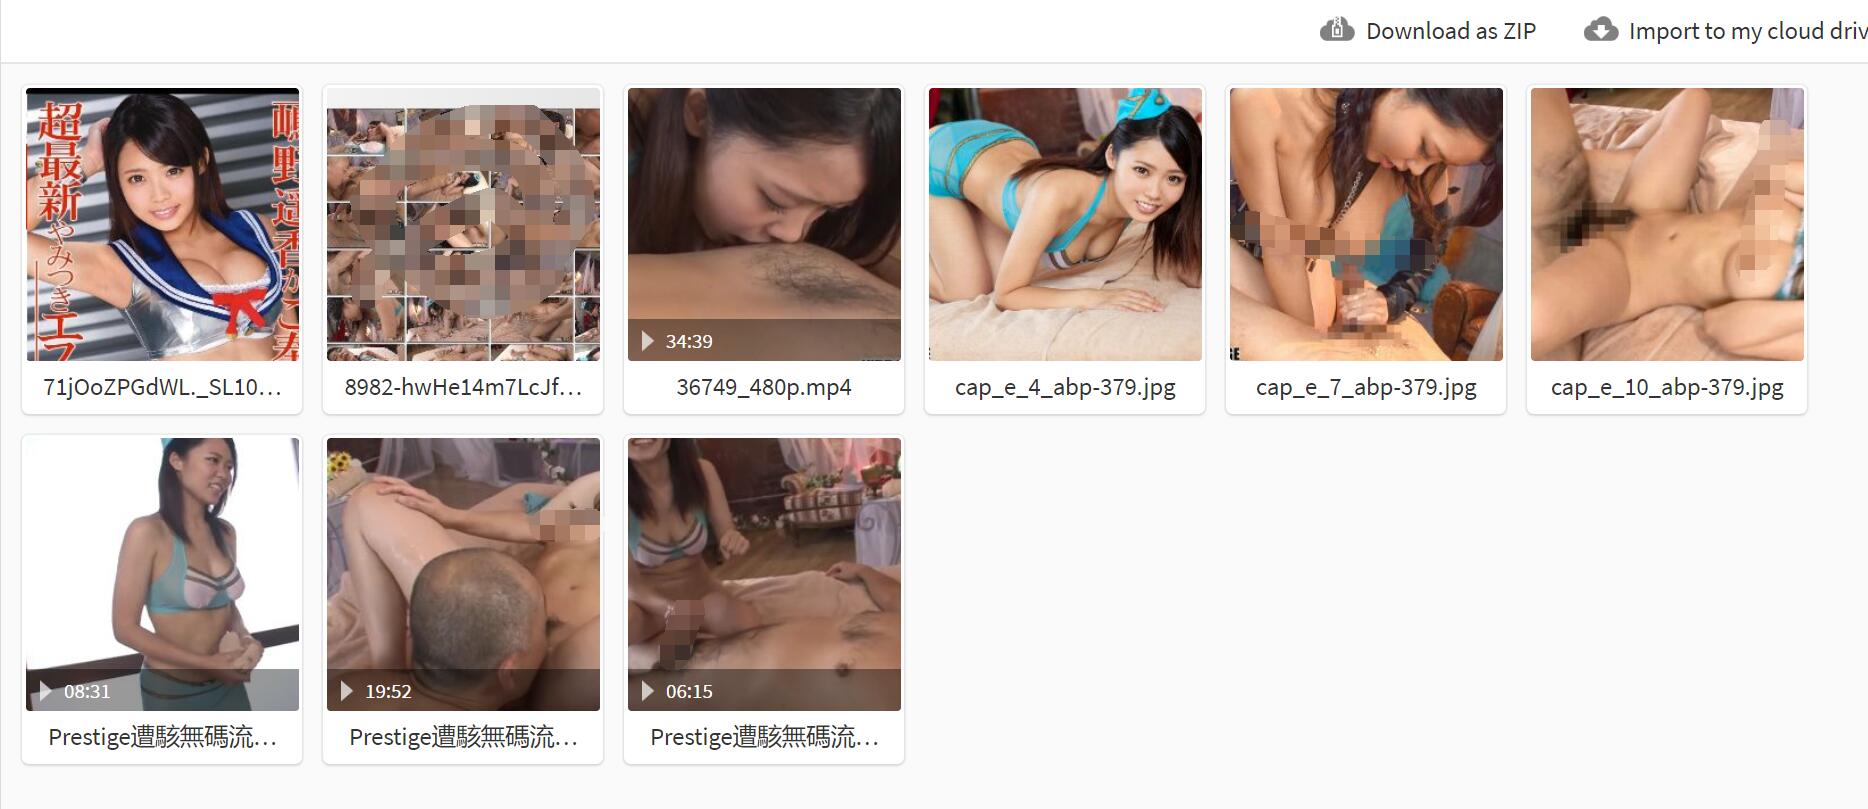 Download as ZIP
Import to my cloud driv
超最新やみつきエス
嶋野遥香がご奉
34:39
71jOoZPGdWL._SL10...
8982-hwHe14m7LcJf...
36749_480p.mp4
cap_e_4_abp-379.jpg
cap_e_7_abp-379.jpg
cap_e_10_abp-379.jpg
08:31
19:52
06:15
Prestige遭駭無碼流...
Prestige遭駭無碼流...
Prestige遭駭無碼流...